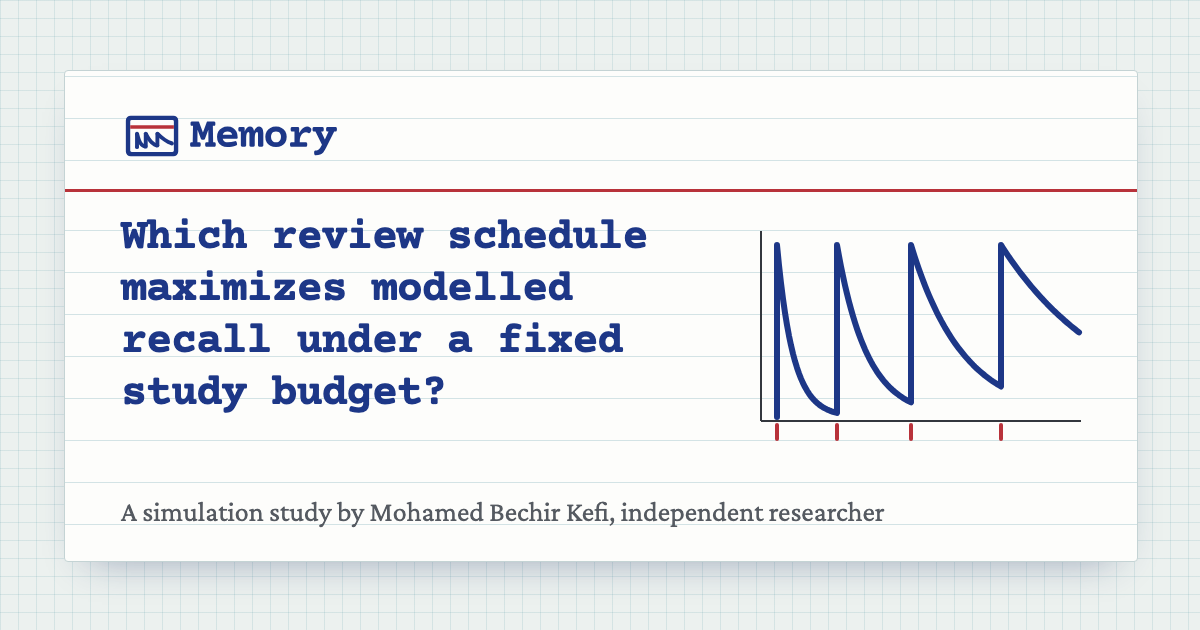 Memory
Which review schedule
maximizes modelled
recall under a fixed
study budget?
A simulation study by Mohamed Bechir Kefi, independent researcher